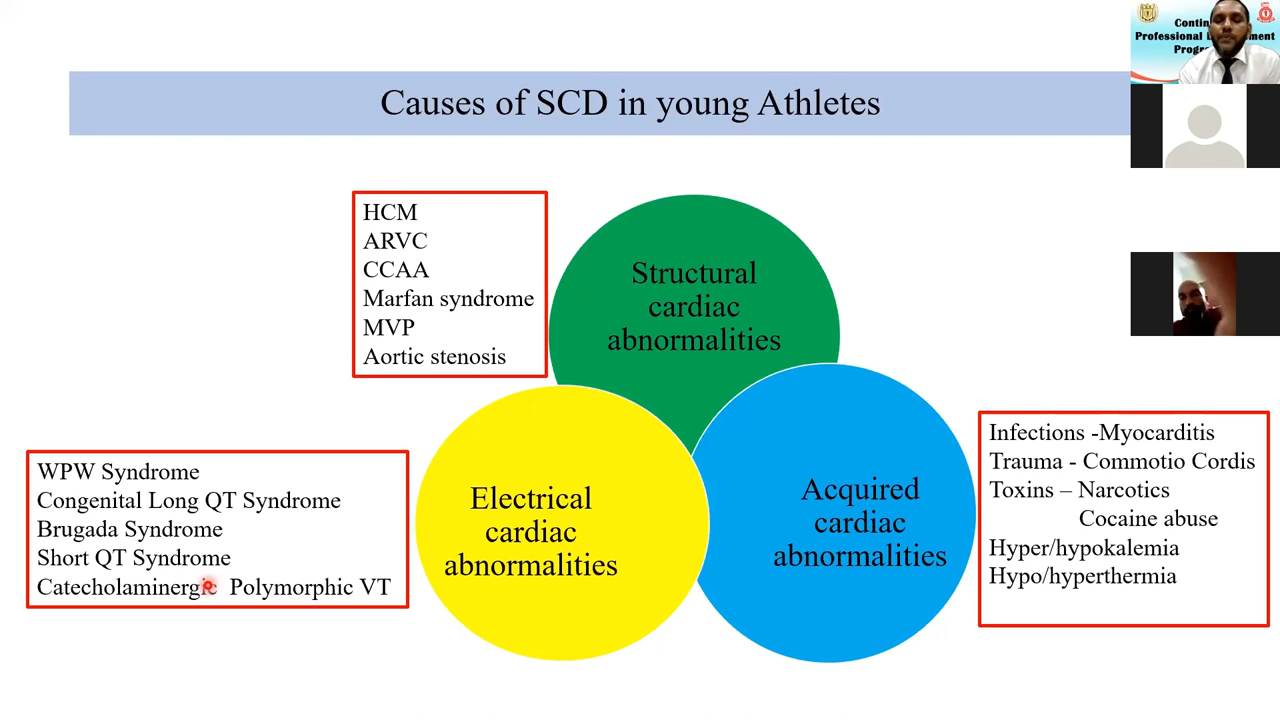 Causes of SCD in young Athletes
HCM
ARVC
CCAA
Marfan syndrome
MVP
Aortic stenosis
Structural
cardiac
abnormalities
WPW Syndrome
Congenital Long QT Syndrome
Brugada Syndrome
Short QT Syndrome
Catecholaminergic Polymorphic VT
Electrical
cardiac
abnormalities
Acquired
cardiac
abnormalities
Infections -Myocarditis
Trauma - Commotio Cordis
Toxins – Narcotics
Cocaine abuse
Hyper/hypokalemia
Hypo/hyperthermia
Professional